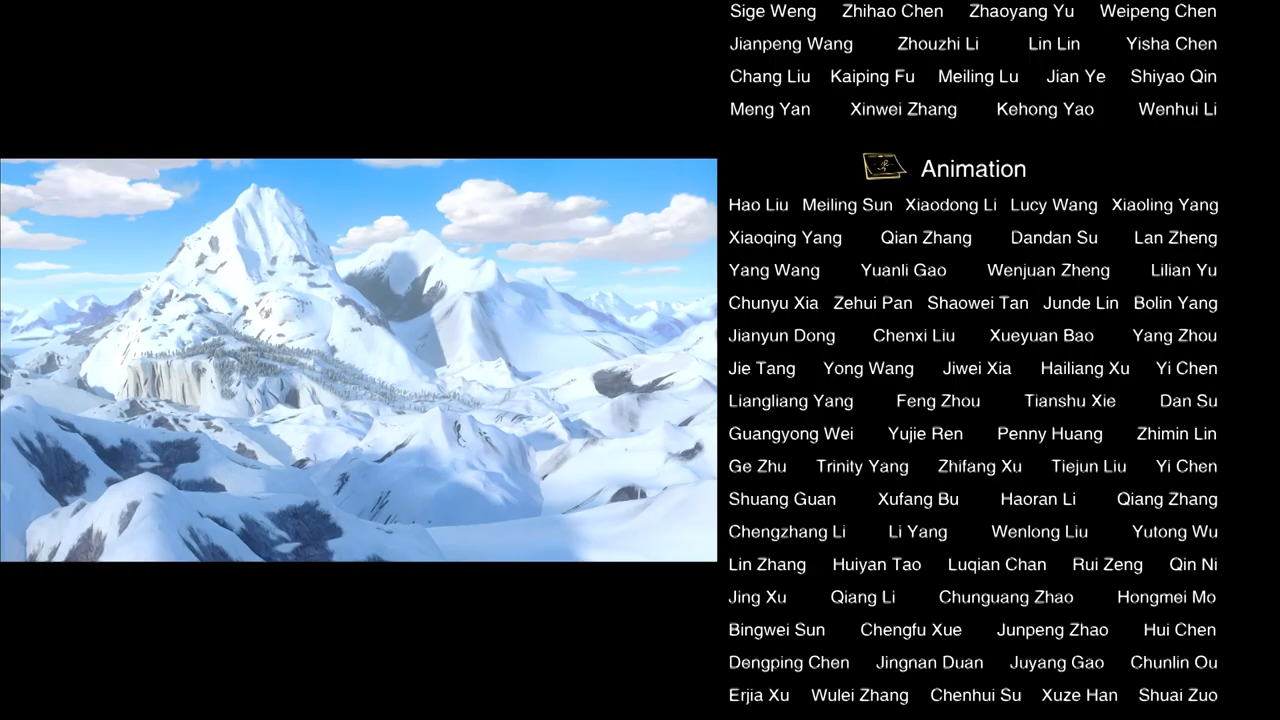 Sige Weng Zhihao Chen Zhaoyang Yu Weipeng Chen
Jianpeng Wang Zhouzhi Li Lin Lin Yisha Chen
Chang Liu Kaiping Fu Meiling Lu Jian Ye Shiyao Qin
Meng Yan Xinwei Zhang Kehong Yao Wenhui Li
Animation
Hao Liu Meiling Sun Xiaodong Li Lucy Wang Xiaoling Yang
Xiaoqing Yang Qian Zhang Dandan Su Lan Zheng
Yang Wang Yuanli Gao Wenjuan Zheng Lilian Yu
Chunyu Xia Zehui Pan Shaowei Tan Junde Lin Bolin Yang
Jianyun Dong Chenxi Liu Xueyuan Bao Yang Zhou
Jie Tang Yong Wang Jiwei Xia Hailiang Xu Yi Chen
Liangliang Yang Feng Zhou Tianshu Xie Dan Su
Guangyong Wei Yujie Ren Penny Huang Zhimin Lin
Ge Zhu Trinity Yang Zhifang Xu Tiejun Liu Yi Chen
Shuang Guan Xufang Bu Haoran Li Qiang Zhang
Chengzhang Li Li Yang Wenlong Liu Yutong Wu
Lin Zhang Huiyan Tao Luqian Chan Rui Zeng Qin Ni
Jing Xu Qiang Li Chunguang Zhao Hongmei Mo
Bingwei Sun Chengfu Xue Junpeng Zhao Hui Chen
Dengping Chen Jingnan Duan Juyang Gao Chunlin Ou
Erjia Xu Wulei Zhang Chenhui Su Xuze Han Shuai Zuo